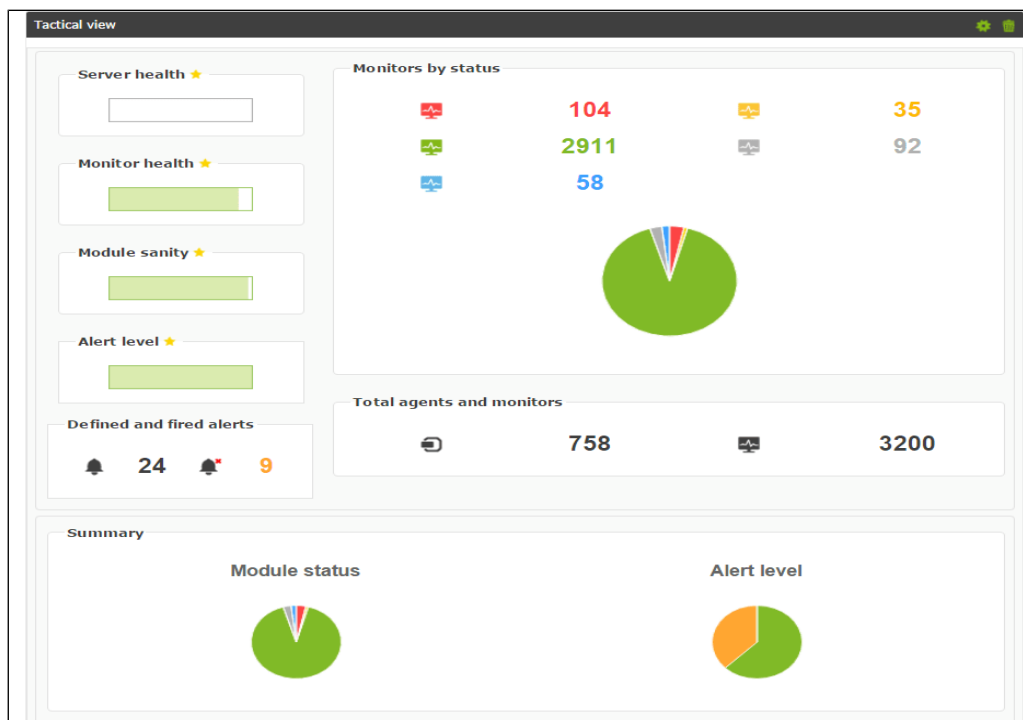 Tactical view
Server health
Monitor health
Module sanity
Alert level
Defined and fired alerts
24 9
Monitors by status
104 35
2911 92
58
Total agents and monitors
758 3200
Summary
Module status Alert level